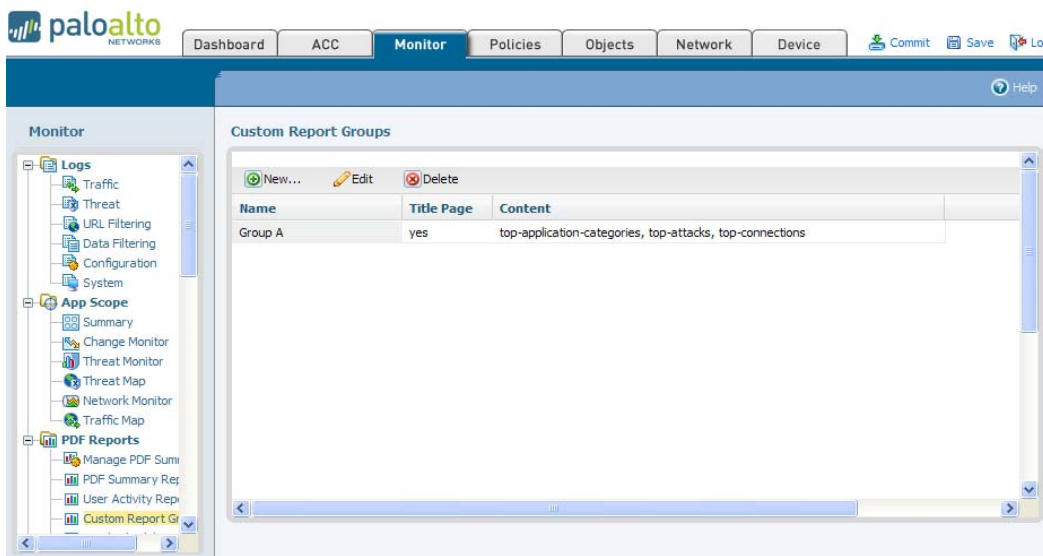 paloalto
NETWORKS
Dashboard ACC Monitor Policies Objects Network Device Commit Save Lo
Help
Monitor
Logs
Traffic
Threat
URL Filtering
Data Filtering
Configuration
System
App Scope
Summary
Change Monitor
Threat Monitor
Threat Map
Network Monitor
Traffic Map
PDF Reports
Manage PDF Summ
PDF Summary Rep
User Activity Repo
Custom Report Gr
Custom Report Groups
New... Edit Delete
Name Title Page Content
Group A yes top-application-categories, top-attacks, top-connections